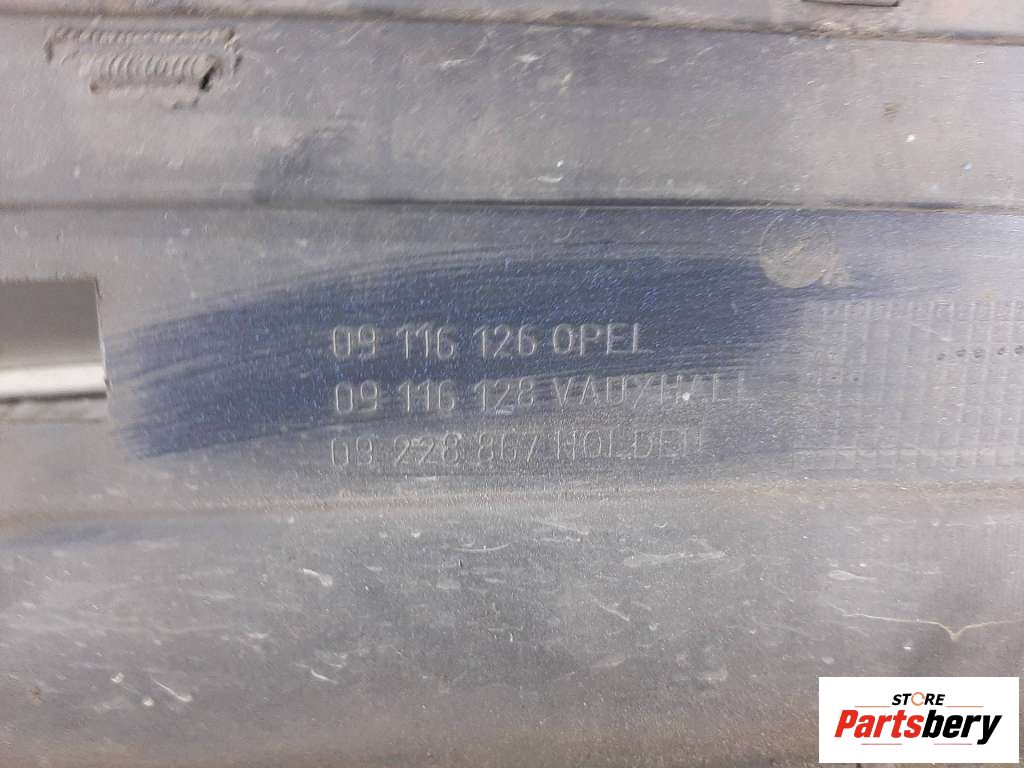 09 116 126 OPEL
09 116 128 VAUXHALL
09 228 867 HOLDEN
STORE
Partsbery